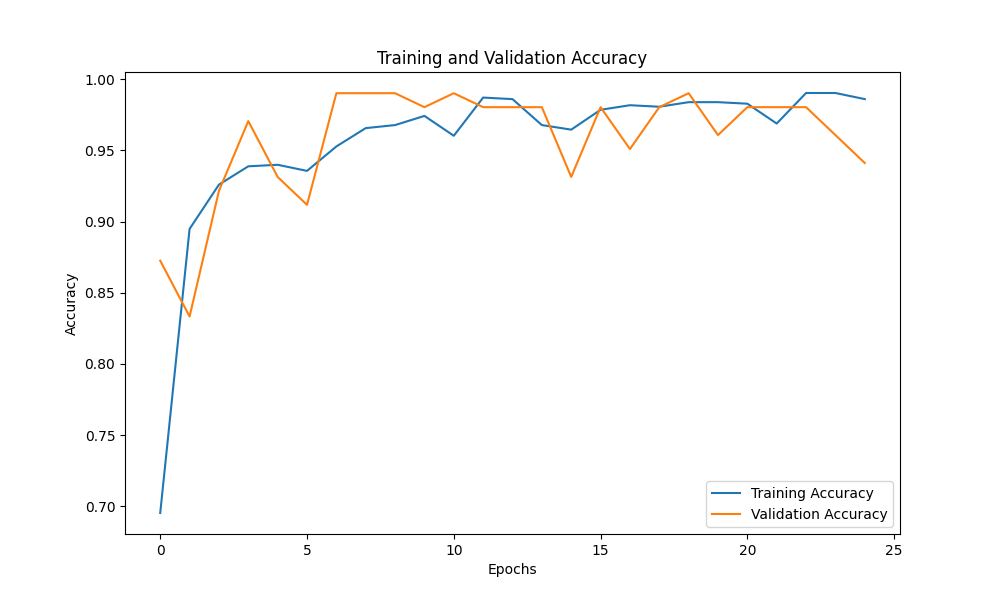 Training and Validation Accuracy
1.00
0.95
0.90
0.85
0.80
0.75
0.70
Accuracy
Training Accuracy
Validation Accuracy
0 5 10 15 20 25
Epochs